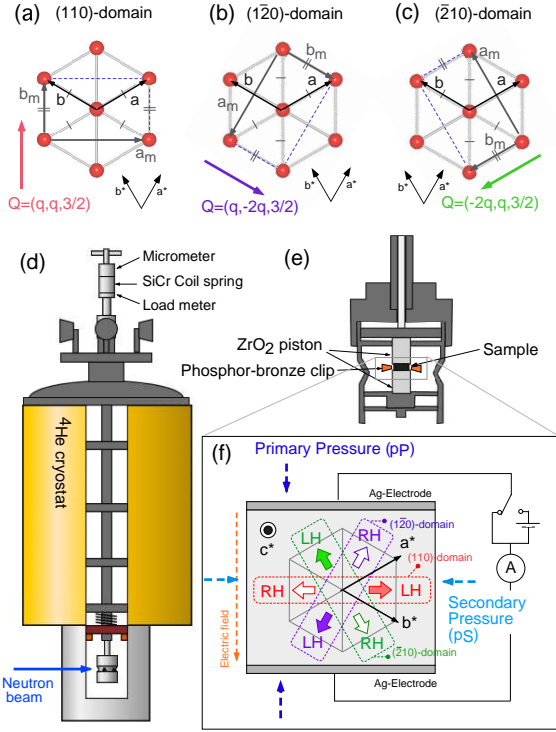 (a) (110)-domain
(b) (1̅20)-domain
(c) (2̅10)-domain
b a
bₘ
aₘ
b* a*
Q=(q,q,3/2)
b a
bₘ
aₘ
b* a*
Q=(q,-2q,3/2)
b a
aₘ
bₘ
b* a*
Q=(-2q,q,3/2)
(d)
Micrometer
SiCr Coil spring
Load meter
⁴He cryostat
Neutron
beam
(e)
ZrO₂ piston
Phosphor-bronze clip
Sample
(f)
Primary Pressure (pP)
Ag-Electrode
c*
LH
RH
(12̅0)-domain
a*
(110)-domain
RH
LH
b*
LH
RH
(2̅10)-domain
Electric field
Secondary
Pressure
(pS)
A
Ag-Electrode